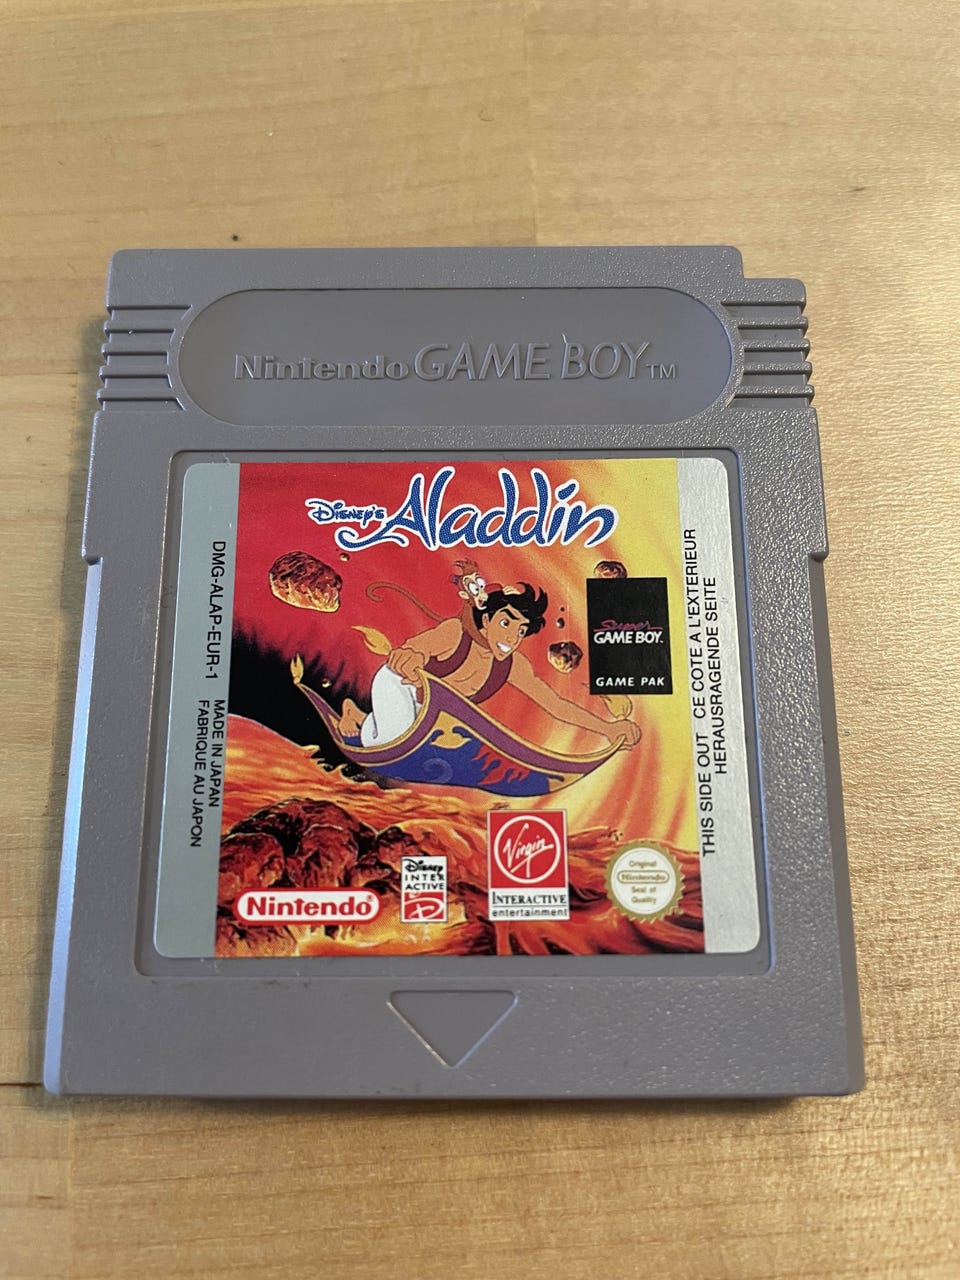 Nintendo GAME BOY TM
Disney's Aladdin
DMG-ALAP-EUR-1
MADE IN JAPAN
FABRIQUE AU JAPON
Super
GAME BOY.
GAME PAK
THIS SIDE OUT CE COTE A L'EXTERIEUR
HERAUSRAGENDE SEITE
Nintendo
Disney
INTER
ACTIVE
Virgin
INTERACTIVE
entertainment
Original
Nintendo
Seal of
Quality